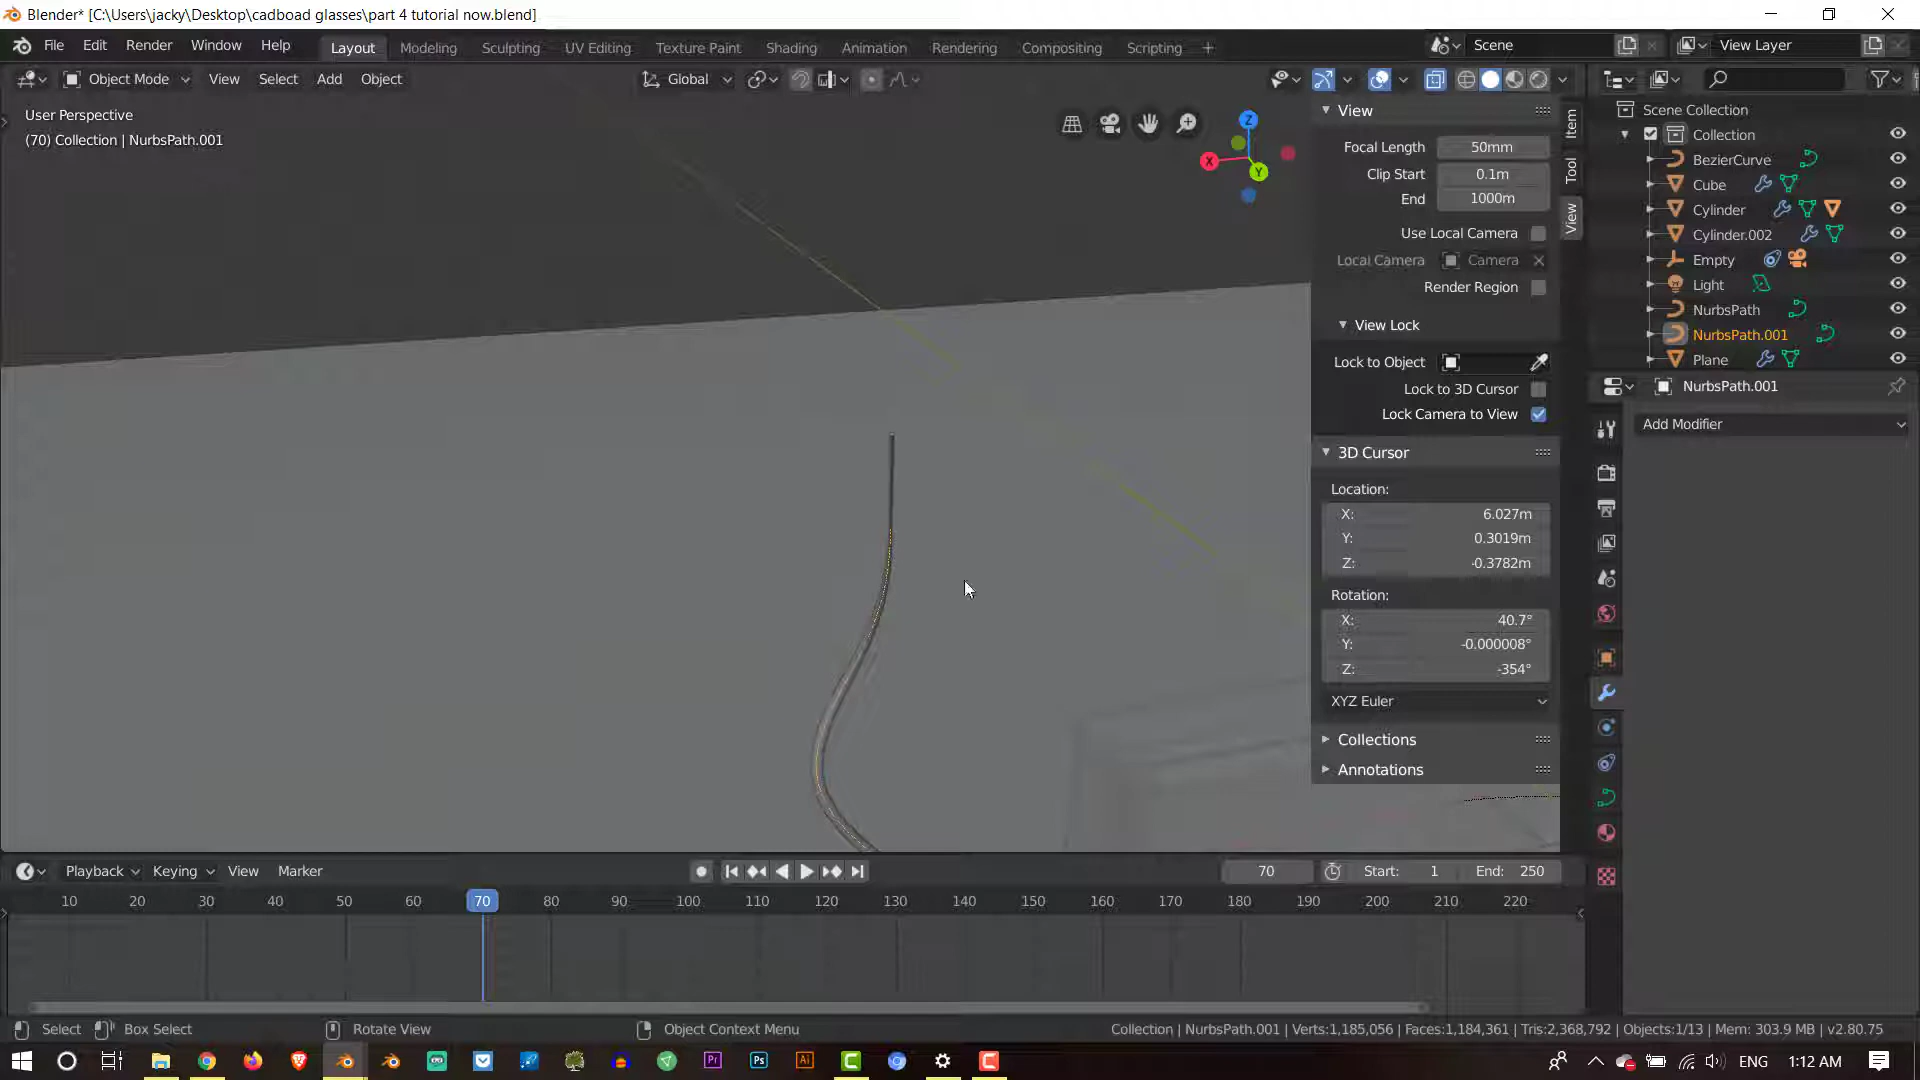 Blender* [C:\Users\jacky\Desktop\cadboad glasses\part 4 tutorial now.blend]
File Edit Render Window Help Layout Modeling Sculpting UV Editing Texture Paint Shading Animation Rendering Compositing Scripting + Scene View Layer
Object Mode View Select Add Object Global
User Perspective
(70) Collection | NurbsPath.001
X
Y
Z
View
Focal Length 50mm
Clip Start 0.1m
End 1000m
Use Local Camera
Local Camera Camera
Render Region
View Lock
Lock to Object
Lock to 3D Cursor
Lock Camera to View
3D Cursor
Location:
X: 6.027m
Y: 0.3019m
Z: -0.3782m
Rotation:
X: 40.7°
Y: -0.000008°
Z: -354°
XYZ Euler
Collections
Annotations
Item
Tool
View
Scene Collection
Collection
BezierCurve
Cube
Cylinder
Cylinder.002
Empty
Light
NurbsPath
NurbsPath.001
Plane
NurbsPath.001
Add Modifier
Playback Keying View Marker 70 Start: 1 End: 250
10 20 30 40 50 60 70 80 90 100 110 120 130 140 150 160 170 180 190 200 210 220
Select Box Select Rotate View Object Context Menu Collection | NurbsPath.001 | Verts:1,185,056 | Faces:1,184,361 | Tris:2,368,792 | Objects:1/13 | Mem: 303.9 MB | v2.80.75
Pr Ps Ai ENG 1:12 AM